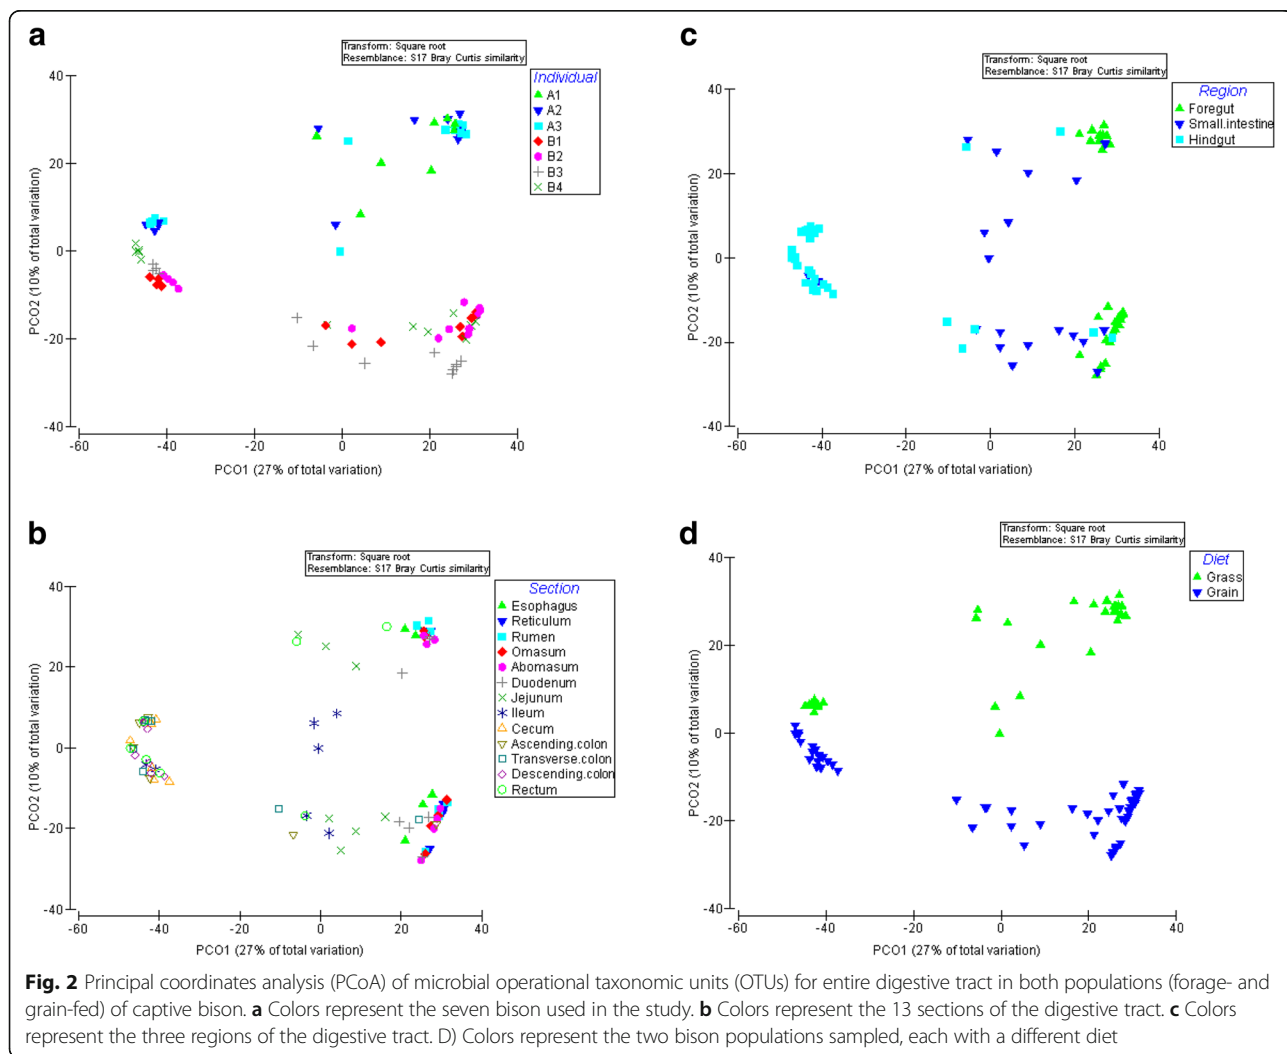 a
Transform: Square root
Resemblance: S17 Bray Curtis similarity
Individual
A1
A2
A3
B1
B2
B3
B4
40
20
0
-20
-40
PCO2 (10% of total variation)
-60
-40
-20
0
20
40
PCO1 (27% of total variation)
c
Transform: Square root
Resemblance: S17 Bray Curtis similarity
Region
Foregut
Small.intestine
Hindgut
40
20
0
-20
-40
PCO2 (10% of total variation)
-60
-40
-20
0
20
40
PCO1 (27% of total variation)
b
Transform: Square root
Resemblance: S17 Bray Curtis similarity
Section
Esophagus
Reticulum
Rumen
Omasum
Abomasum
Duodenum
Jejunum
Ileum
Cecum
Ascending.colon
Transverse.colon
Descending.colon
Rectum
40
20
0
-20
-40
PCO2 (10% of total variation)
-60
-40
-20
0
20
40
PCO1 (27% of total variation)
d
Transform: Square root
Resemblance: S17 Bray Curtis similarity
Diet
Grass
Grain
40
20
0
-20
-40
PCO2 (10% of total variation)
-60
-40
-20
0
20
40
PCO1 (27% of total variation)
Fig. 2 Principal coordinates analysis (PCoA) of microbial operational taxonomic units (OTUs) for entire digestive tract in both populations (forage- and
grain-fed) of captive bison. a Colors represent the seven bison used in the study. b Colors represent the 13 sections of the digestive tract. c Colors
represent the three regions of the digestive tract. D) Colors represent the two bison populations sampled, each with a different diet